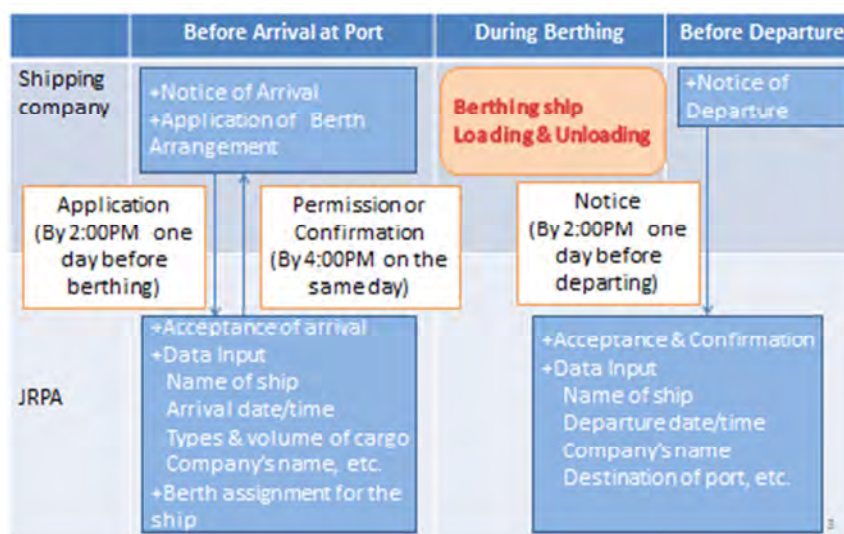 Before Arrival at Port
During Berthing
Before Departure
Shipping
company
+Notice of Arrival
+Application of Berth
Arrangement
Berthing ship
Loading & Unloading
+Notice of
Departure
Application
(By 2:00PM one
day before
berthing)
Permission or
Confirmation
(By 4:00PM on the
same day)
Notice
(By 2:00PM one
day before
departing)
JRPA
+Acceptance of arrival
+Data Input
Name of ship
Arrival date/time
Types & volume of cargo
Company's name, etc.
+Berth assignment for the
ship
+Acceptance & Confirmation
+Data Input
Name of ship
Departure date/time
Company's name
Destination of port, etc.